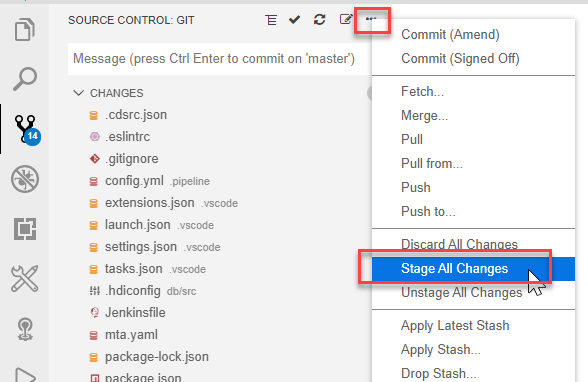 SOURCE CONTROL: GIT
Message (press Ctrl Enter to commit on 'master')
CHANGES
.cdsrc.json
.eslintrc
14
.gitignore
config.yml .pipeline
extensions.json .vscode
launch.json .vscode
settings.json .vscode
tasks.json .vscode
.hdiconfig db/src
Jenkinsfile
mta.yaml
package-lock.json
package.json
Commit (Amend)
Commit (Signed Off)
Fetch...
Merge...
Pull
Pull from...
Push
Push to...
Discard All Changes
Stage All Changes
Unstage All Changes
Apply Latest Stash
Apply Stash...
Drop Stash...